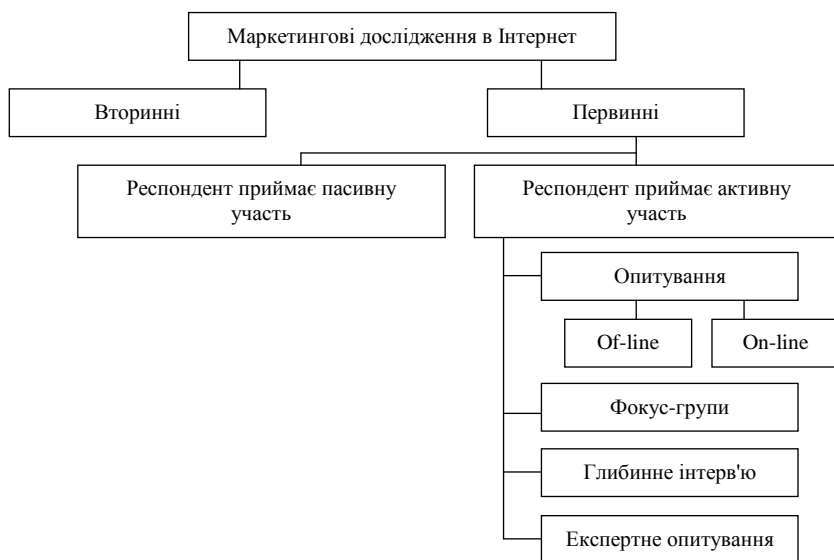 Маркетингові дослідження в Інтернет
Вторинні
Первинні
Респондент приймає пасивну
участь
Респондент приймає активну
участь
Опитування
Of-line
On-line
Фокус-групи
Глибинне інтерв'ю
Експертне опитування